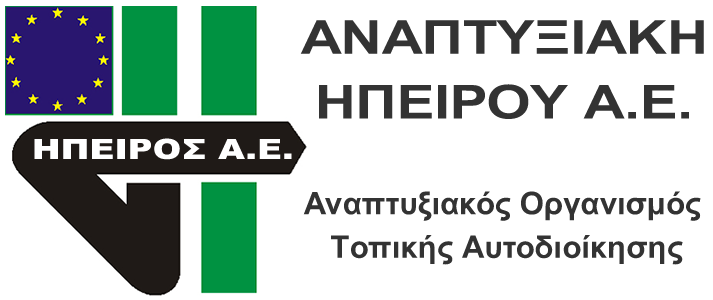 ΗΠΕΙΡΟΣ Α.Ε.
ΑΝΑΠΤΥΞΙΑΚΗ
ΗΠΕΙΡΟΥ Α.Ε.
Αναπτυξιακός Οργανισμός
Τοπικής Αυτοδιοίκησης